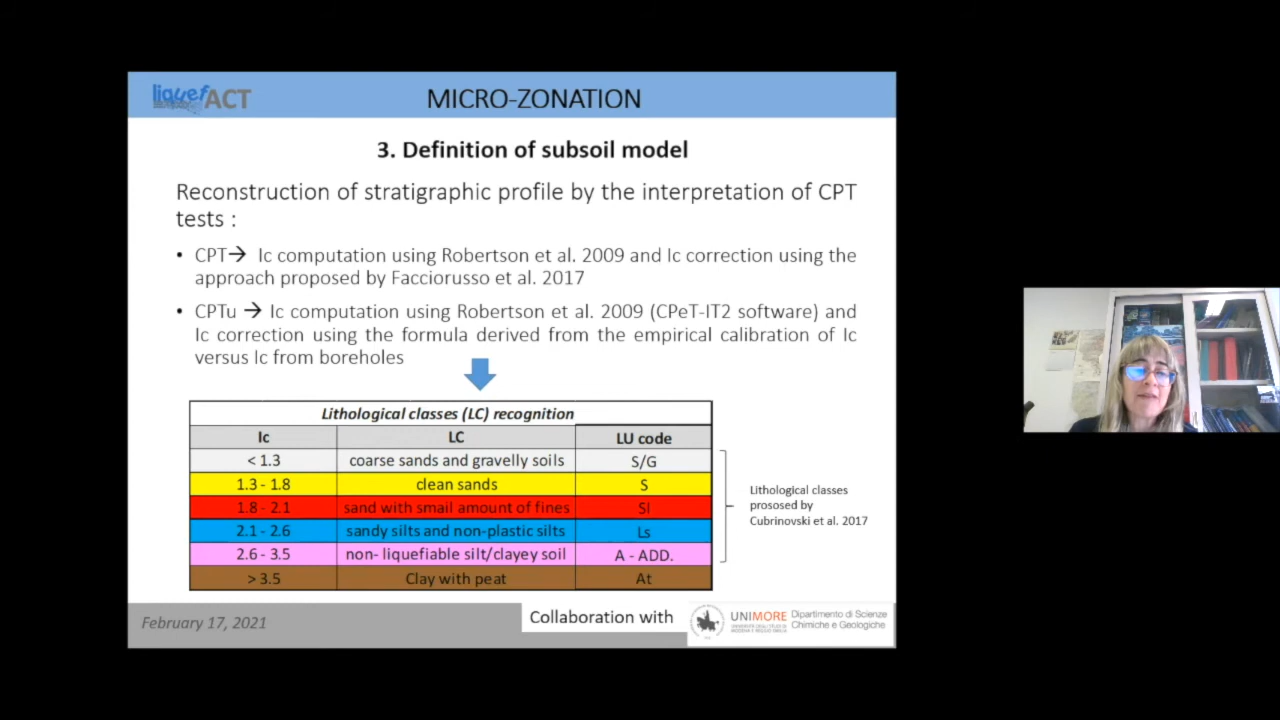 liquefACT
MICRO-ZONATION
3. Definition of subsoil model
Reconstruction of stratigraphic profile by the interpretation of CPT
tests :
• CPT→ Ic computation using Robertson et al. 2009 and Ic correction using the
approach proposed by Facciorusso et al. 2017
• CPTu → Ic computation using Robertson et al. 2009 (CPeT-IT2 software) and
Ic correction using the formula derived from the empirical calibration of Ic
versus Ic from boreholes
Lithological classes (LC) recognition
Ic LC LU code
< 1.3 coarse sands and gravelly soils S/G
1.3 - 1.8 clean sands S
1.8 - 2.1 sand with smail amount of fines Sl
2.1 - 2.6 sandy silts and non-plastic silts Ls
2.6 - 3.5 non- liquefiable silt/clayey soil A - ADD.
> 3.5 Clay with peat At
Lithological classes
prososed by
Cubrinovski et al. 2017
February 17, 2021
Collaboration with
UNIMORE
Dipartimento di Scienze
Chimiche e Geologiche